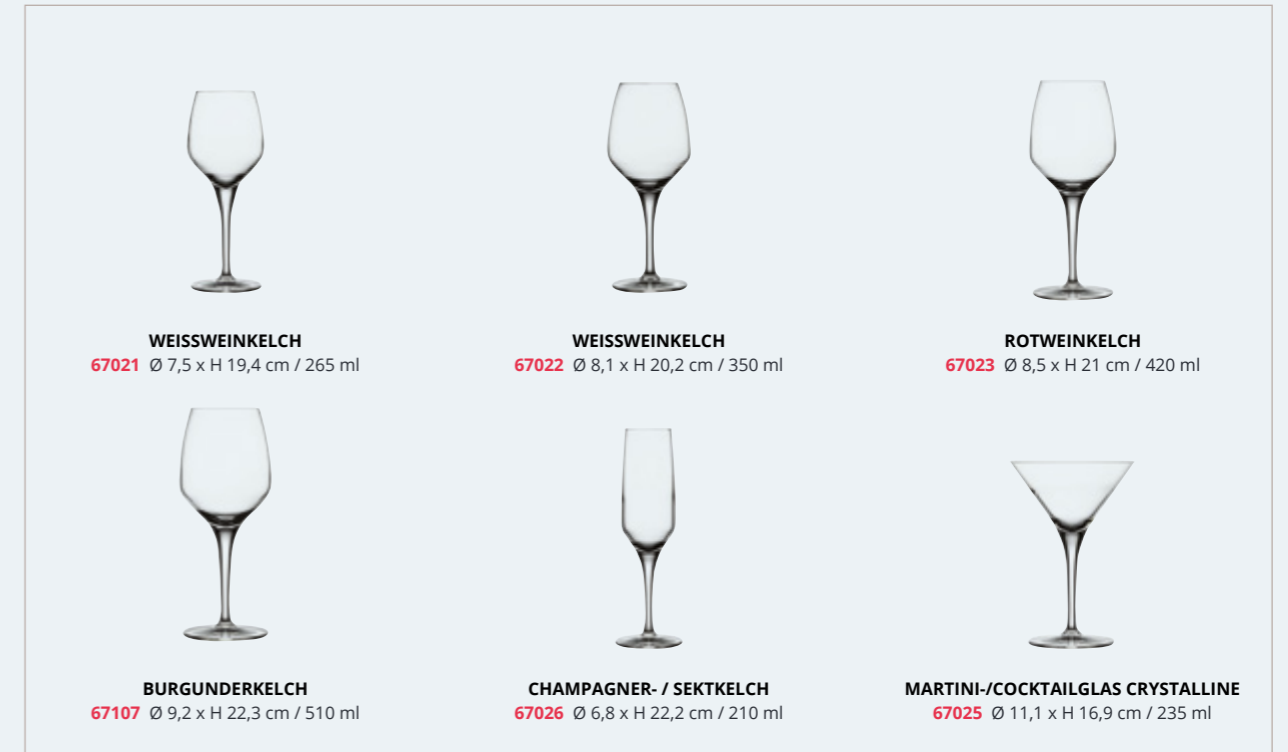 WEISSWEINKELCH
67021 Ø 7,5 x H 19,4 cm / 265 ml
WEISSWEINKELCH
67022 Ø 8,1 x H 20,2 cm / 350 ml
ROTWEINKELCH
67023 Ø 8,5 x H 21 cm / 420 ml
BURGUNDERKELCH
67107 Ø 9,2 x H 22,3 cm / 510 ml
CHAMPAGNER- / SEKTKELCH
67026 Ø 6,8 x H 22,2 cm / 210 ml
MARTINI-/COCKTAILGLAS CRYSTALLINE
67025 Ø 11,1 x H 16,9 cm / 235 ml